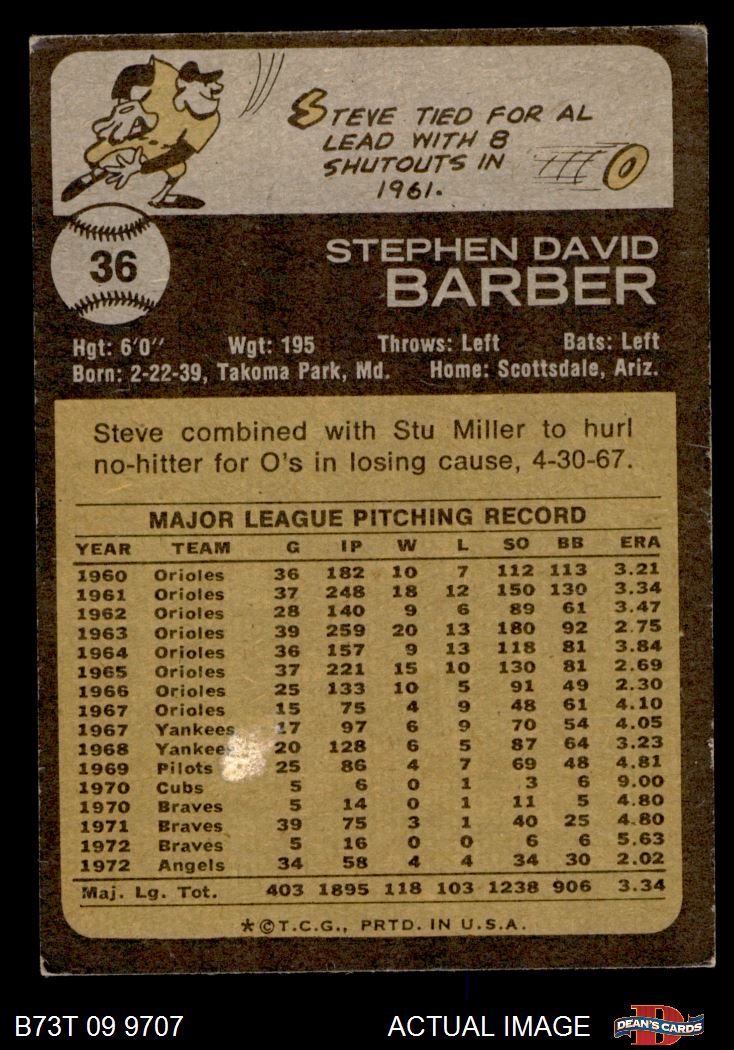 STEVE TIED FOR AL
LEAD WITH 8
SHUTOUTS IN
1961.
36
STEPHEN DAVID
BARBER
Hgt: 6'0" Wgt: 195 Throws: Left Bats: Left
Born: 2-22-39, Takoma Park, Md. Home: Scottsdale, Ariz.
Steve combined with Stu Miller to hurl
no-hitter for O's in losing cause, 4-30-67.
MAJOR LEAGUE PITCHING RECORD
YEAR TEAM G IP W L SO BB ERA
1960 Orioles 36 182 10 7 112 113 3.21
1961 Orioles 37 248 18 12 150 130 3.34
1962 Orioles 28 140 9 6 89 61 3.47
1963 Orioles 39 259 20 13 180 92 2.75
1964 Orioles 36 157 9 13 118 81 3.84
1965 Orioles 37 221 15 10 130 81 2.69
1966 Orioles 25 133 10 5 91 49 2.30
1967 Orioles 15 75 4 9 48 61 4.10
1967 Yankees 17 97 6 9 70 54 4.05
1968 Yankees 20 128 6 5 87 64 3.23
1969 Pilots 25 86 4 7 69 48 4.81
1970 Cubs 5 6 0 1 3 6 9.00
1970 Braves 5 14 0 1 11 5 4.80
1971 Braves 39 75 3 1 40 25 4.80
1972 Braves 5 16 0 0 6 6 5.63
1972 Angels 34 58 4 4 34 30 2.02
Maj. Lg. Tot. 403 1895 118 103 1238 906 3.34
*©T.C.G., PRTD. IN U.S.A.
B73T 09 9707 ACTUAL IMAGE DEAN'S CARDS